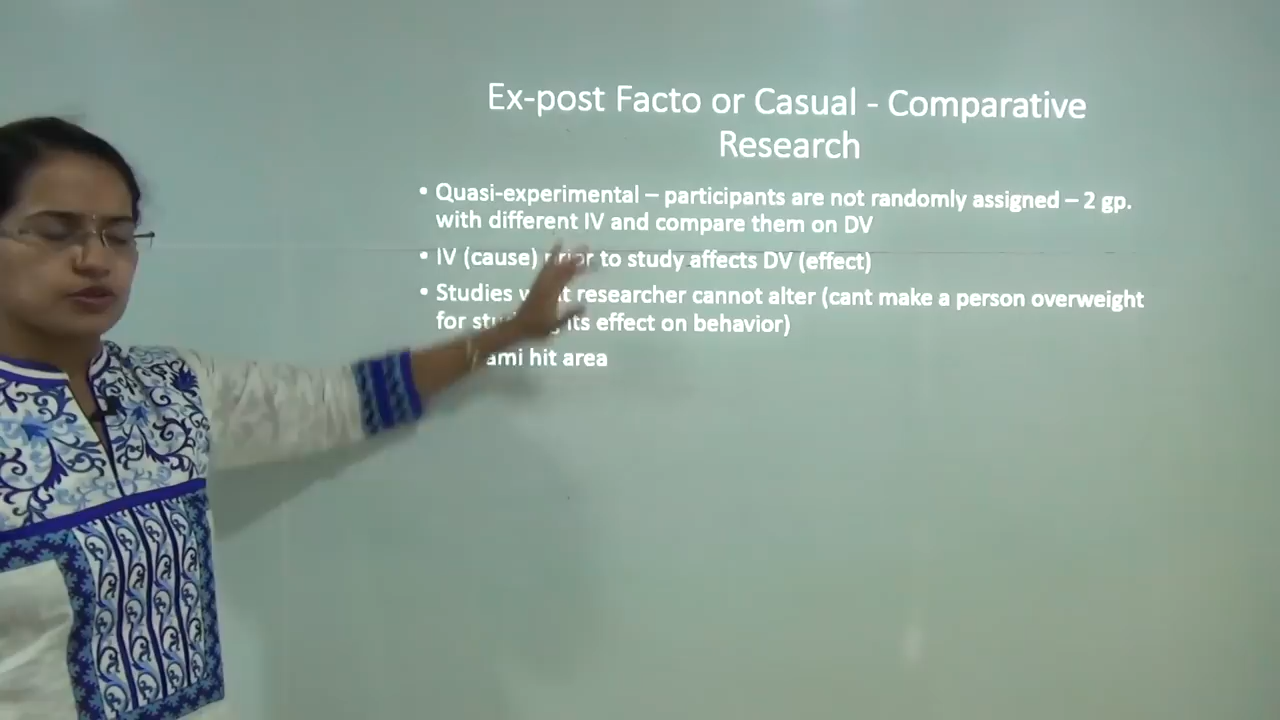 Ex-post Facto or Casual - Comparative
Research
• Quasi-experimental – participants are not randomly assigned – 2 gp.
with different IV and compare them on DV
• IV (cause) prior to study affects DV (effect)
• Studies researcher cannot alter (cant make a person overweight
for its effect on behavior)
hit area